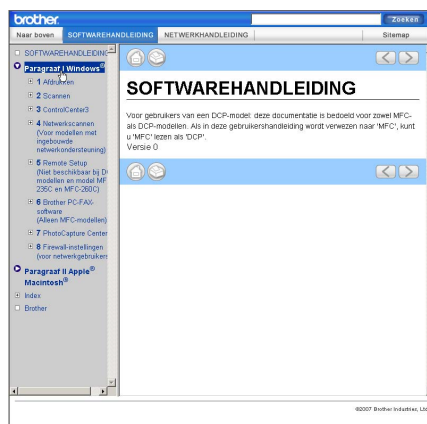 brother.
Zoeken
Naar boven SOFTWAREHANDLEIDING NETWERKHANDLEIDING Sitemap
SOFTWAREHANDLEIDING
Paragraaf I Windows®
1 Afdrukken
2 Scannen
3 ControlCenter3
4 Netwerkscannen
(Voor modellen met
ingebouwde
netwerkondersteuning)
5 Remote Setup
(Niet beschikbaar bij D
modellen en model MF
235C en MFC-260C)
6 Brother PC-FAX-
software
(Alleen MFC-modellen)
7 PhotoCapture Center
8 Firewall-instellingen
(voor netwerkgebruikers
Paragraaf II Apple®
Macintosh®
Index
Brother
SOFTWAREHANDLEIDING
Voor gebruikers van een DCP-model: deze documentatie is bedoeld voor zowel MFC-
als DCP-modellen. Als in deze gebruikershandleiding wordt verwezen naar 'MFC', kunt
u 'MFC' lezen als 'DCP'.
Versie 0
©2007 Brother Industries, Ltd